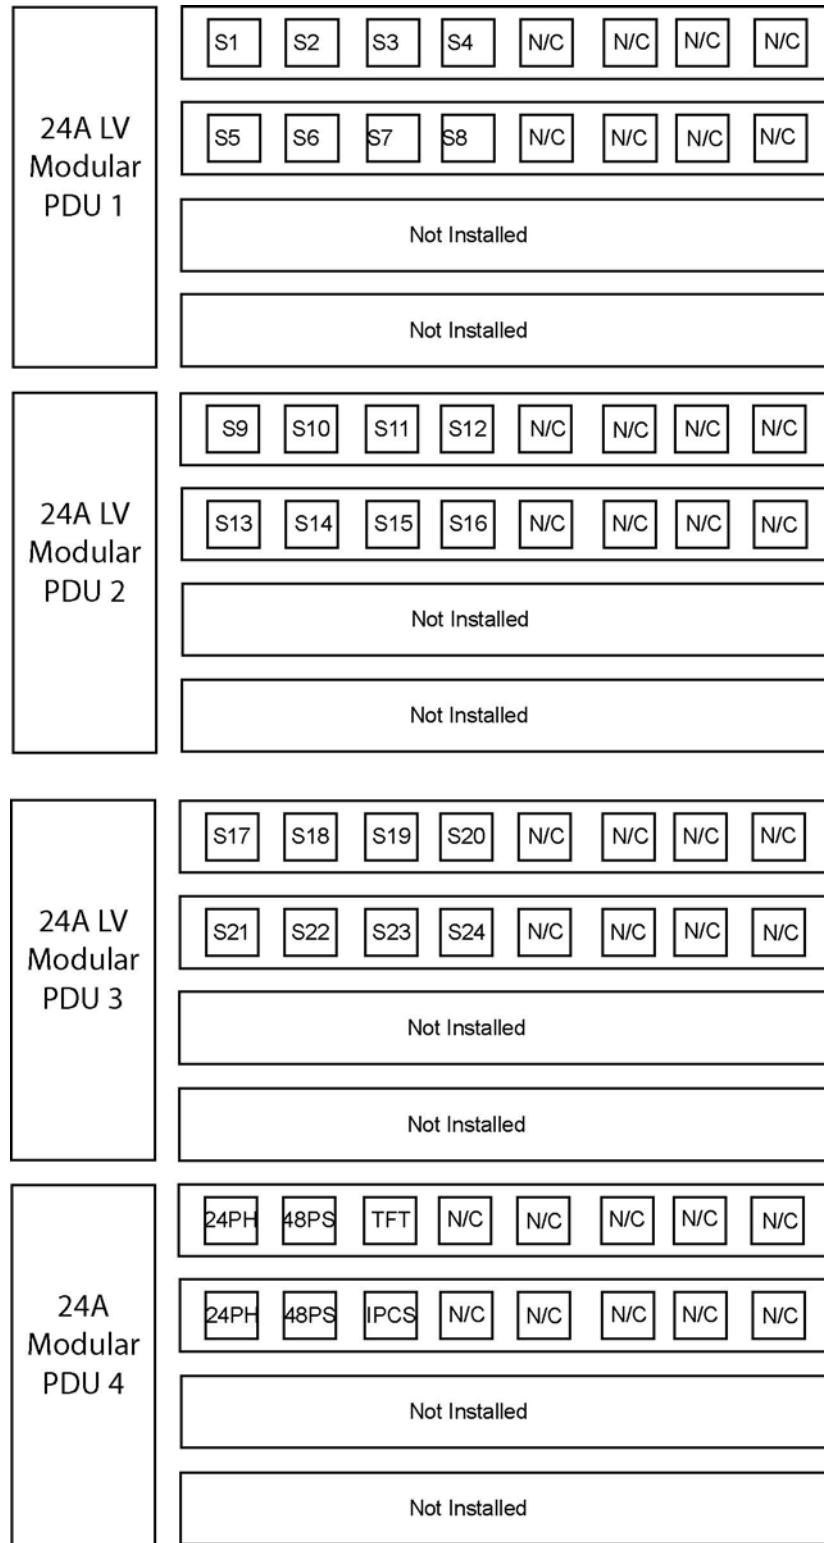 24A LV
Modular
PDU 1
S1 S2 S3 S4 N/C N/C N/C N/C
S5 S6 S7 S8 N/C N/C N/C N/C
Not Installed
Not Installed
24A LV
Modular
PDU 2
S9 S10 S11 S12 N/C N/C N/C N/C
S13 S14 S15 S16 N/C N/C N/C N/C
Not Installed
Not Installed
24A LV
Modular
PDU 3
S17 S18 S19 S20 N/C N/C N/C N/C
S21 S22 S23 S24 N/C N/C N/C N/C
Not Installed
Not Installed
24A
Modular
PDU 4
24PH 48PS TFT N/C N/C N/C N/C N/C
24PH 48PS IPCS N/C N/C N/C N/C N/C
Not Installed
Not Installed